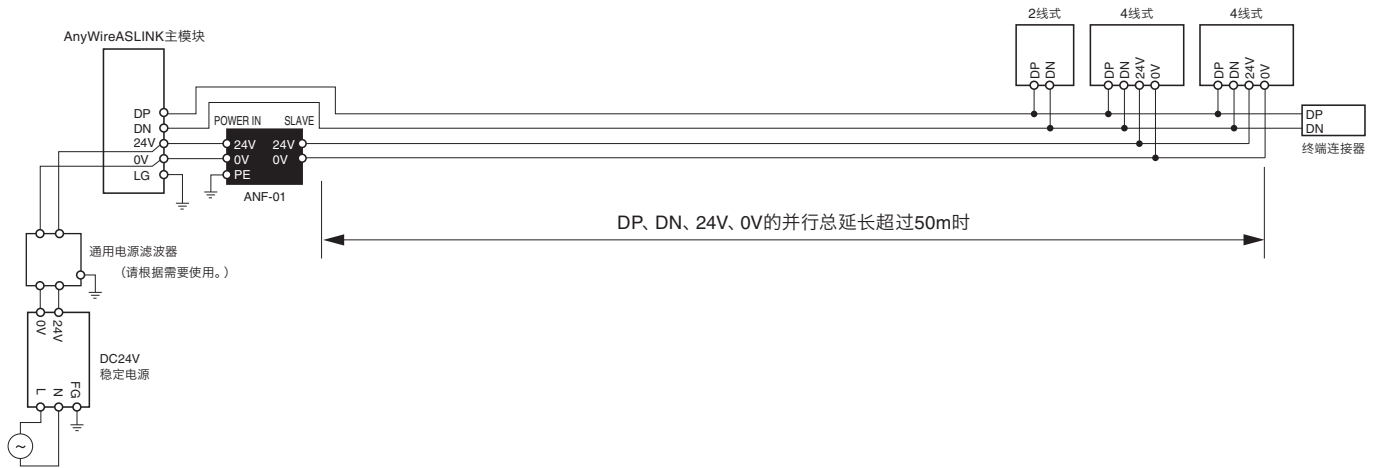 AnyWireASLINK主模块
DP
DN
24V
0V
LG
POWER IN SLAVE
24V 24V
0V 0V
PE
ANF-01
2线式
4线式
4线式
DP
DN
DP
DN
24V
0V
DP
DN
24V
0V
DP
DN
终端连接器
DP、DN、24V、0V的并行总延长超过50m时
通用电源滤波器
（请根据需要使用。）
0V
24V
DC24V
稳定电源
L
N
FG
~